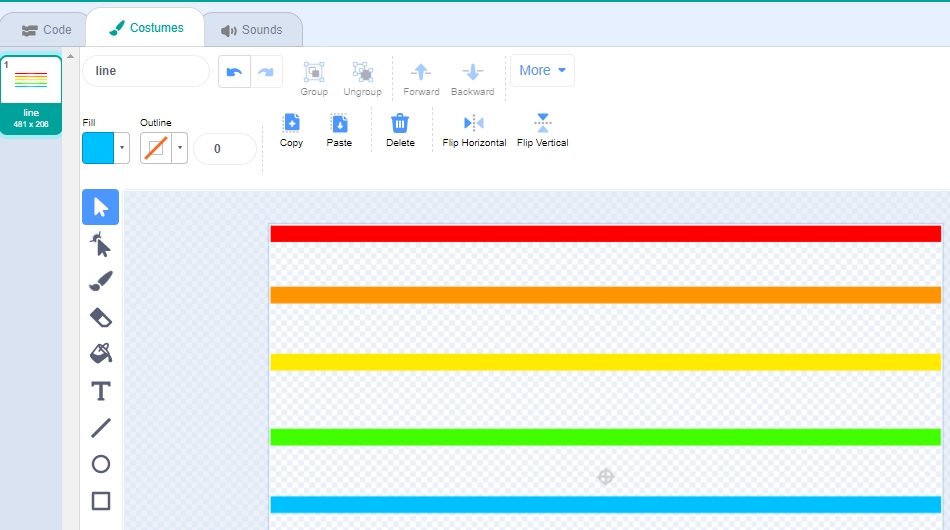 Code Costumes Sounds
1
line
481 x 206
line
Group Ungroup Forward Backward
More
Fill Outline
0
Copy Paste Delete Flip Horizontal Flip Vertical
T